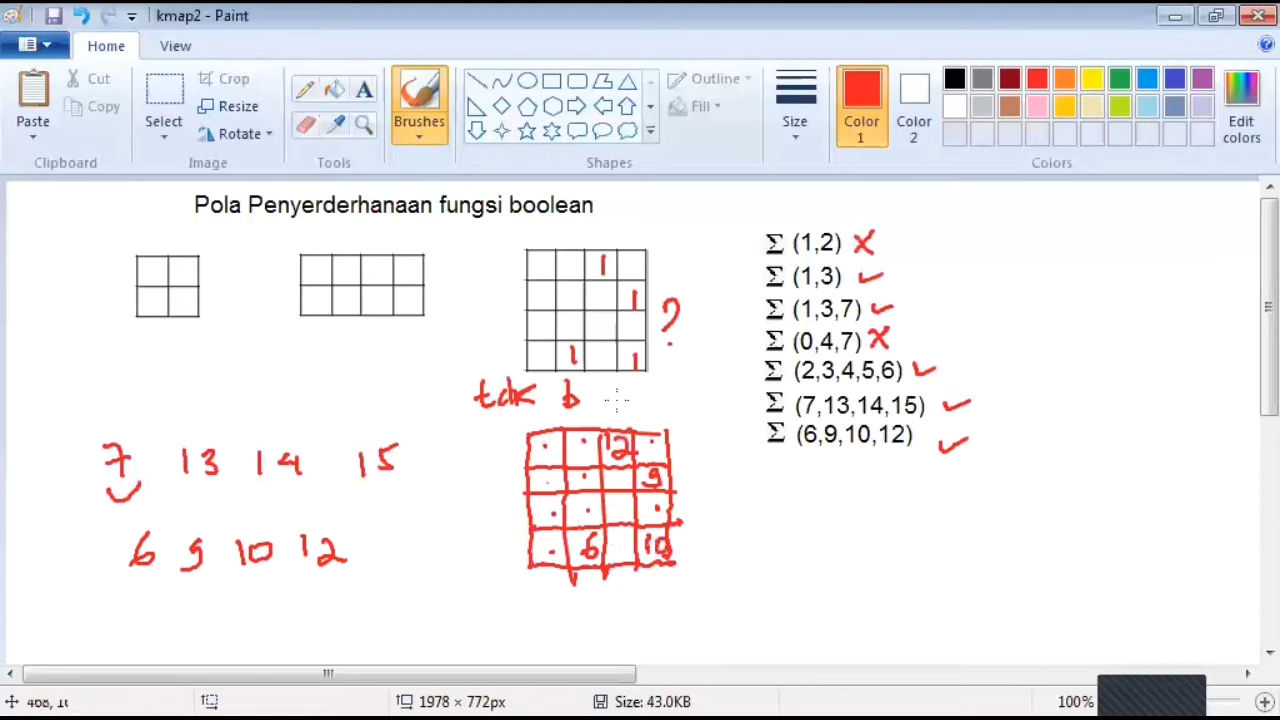 kmap2 - Paint
Home View
Paste
Cut
Copy
Clipboard
Select
Crop
Resize
Rotate
Image
A
Tools
Brushes
Shapes
Outline
Fill
Size
Color 1
Color 2
Edit colors
Colors
Pola Penyerderhanaan fungsi boolean
1
1
1 1
?
tdk b
Σ (1,2) x
Σ (1,3) ✓
Σ (1,3,7) ✓
Σ (0,4,7) x
Σ (2,3,4,5,6) ✓
Σ (7,13,14,15) ✓
Σ (6,9,10,12) ✓
7 13 14 15
6 9 10 12
12
9
6 10
1978 × 772px
Size: 43.0KB
100%